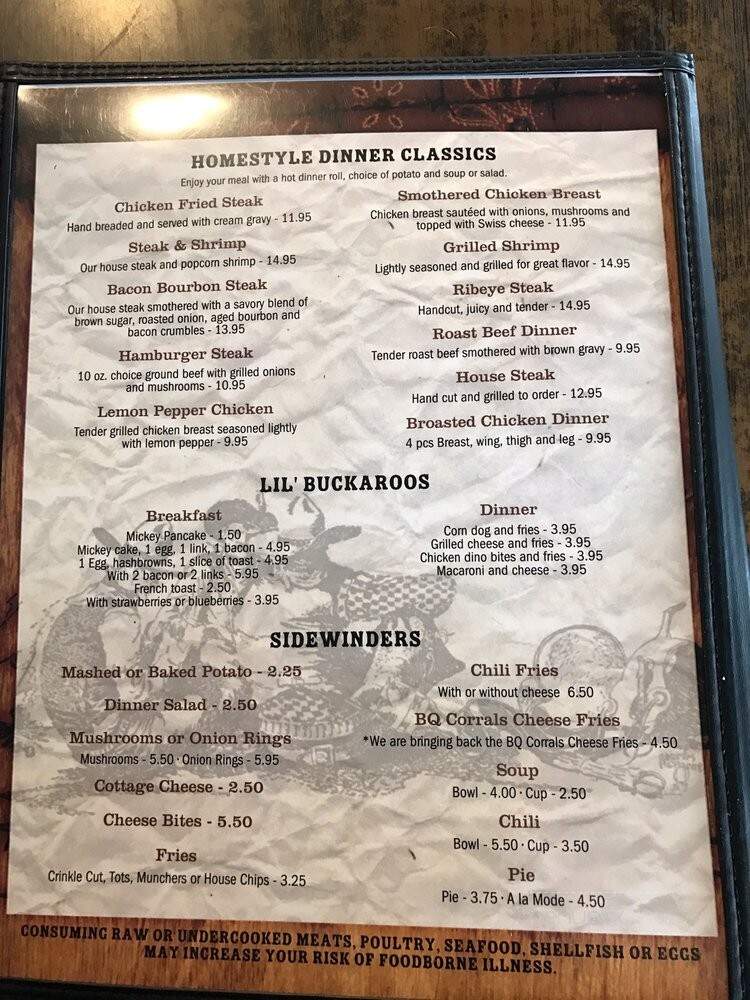 HOMESTYLE DINNER CLASSICS
Enjoy your meal with a hot dinner roll, choice of potato and soup or salad.
Chicken Fried Steak
Hand breaded and served with cream gravy - 11.95
Steak & Shrimp
Our house steak and popcorn shrimp - 14.95
Bacon Bourbon Steak
Our house steak smothered with a savory blend of
brown sugar, roasted onion, aged bourbon and
bacon crumbles - 13.95
Hamburger Steak
10 oz. choice ground beef with grilled onions
and mushrooms - 10.95
Lemon Pepper Chicken
Tender grilled chicken breast seasoned lightly
with lemon pepper - 9.95
Smothered Chicken Breast
Chicken breast sautéed with onions, mushrooms and
topped with Swiss cheese - 11.95
Grilled Shrimp
Lightly seasoned and grilled for great flavor - 14.95
Ribeye Steak
Handcut, juicy and tender - 14.95
Roast Beef Dinner
Tender roast beef smothered with brown gravy - 9.95
House Steak
Hand cut and grilled to order - 12.95
Broasted Chicken Dinner
4 pcs Breast, wing, thigh and leg - 9.95
LIL' BUCKAROOS
Breakfast
Mickey Pancake - 1.50
Mickey cake, 1 egg, 1 link, 1 bacon - 4.95
1 Egg, hashbrowns, 1 slice of toast - 4.95
With 2 bacon or 2 links - 5.95
French toast - 2.50
With strawberries or blueberries - 3.95
Dinner
Corn dog and fries - 3.95
Grilled cheese and fries - 3.95
Chicken dino bites and fries - 3.95
Macaroni and cheese - 3.95
SIDEWINDERS
Mashed or Baked Potato - 2.25
Dinner Salad - 2.50
Mushrooms or Onion Rings
Mushrooms - 5.50 · Onion Rings - 5.95
Cottage Cheese - 2.50
Cheese Bites - 5.50
Fries
Crinkle Cut, Tots, Munchers or House Chips - 3.25
Chili Fries
With or without cheese 6.50
BQ Corrals Cheese Fries
*We are bringing back the BQ Corrals Cheese Fries - 4.50
Soup
Bowl - 4.00 · Cup - 2.50
Chili
Bowl - 5.50 · Cup - 3.50
Pie
Pie - 3.75 · A la Mode - 4.50
CONSUMING RAW OR UNDERCOOKED MEATS, POULTRY, SEAFOOD, SHELLFISH OR EGGS
MAY INCREASE YOUR RISK OF FOODBORNE ILLNESS.